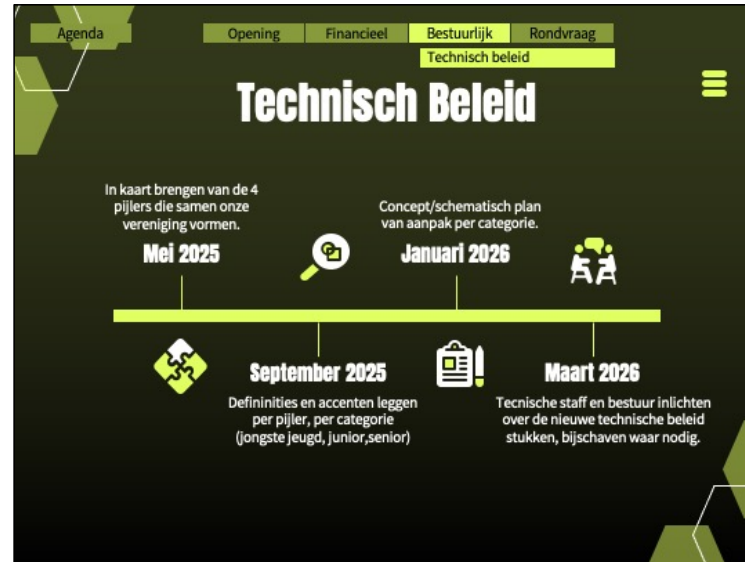 Agenda
Opening
Financieel
Bestuurlijk
Rondvraag
Technisch beleid
Technisch Beleid
In kaart brengen van de 4
pijlers die samen onze
vereniging vormen.
Mei 2025
Concept/schematisch plan
van aanpak per categorie.
Januari 2026
September 2025
Defininities en accenten leggen
per pijler, per categorie
(jongste jeugd, junior,senior)
Maart 2026
Tecnische staff en bestuur inlichten
over de nieuwe technische beleid
stukken, bijschaven waar nodig.